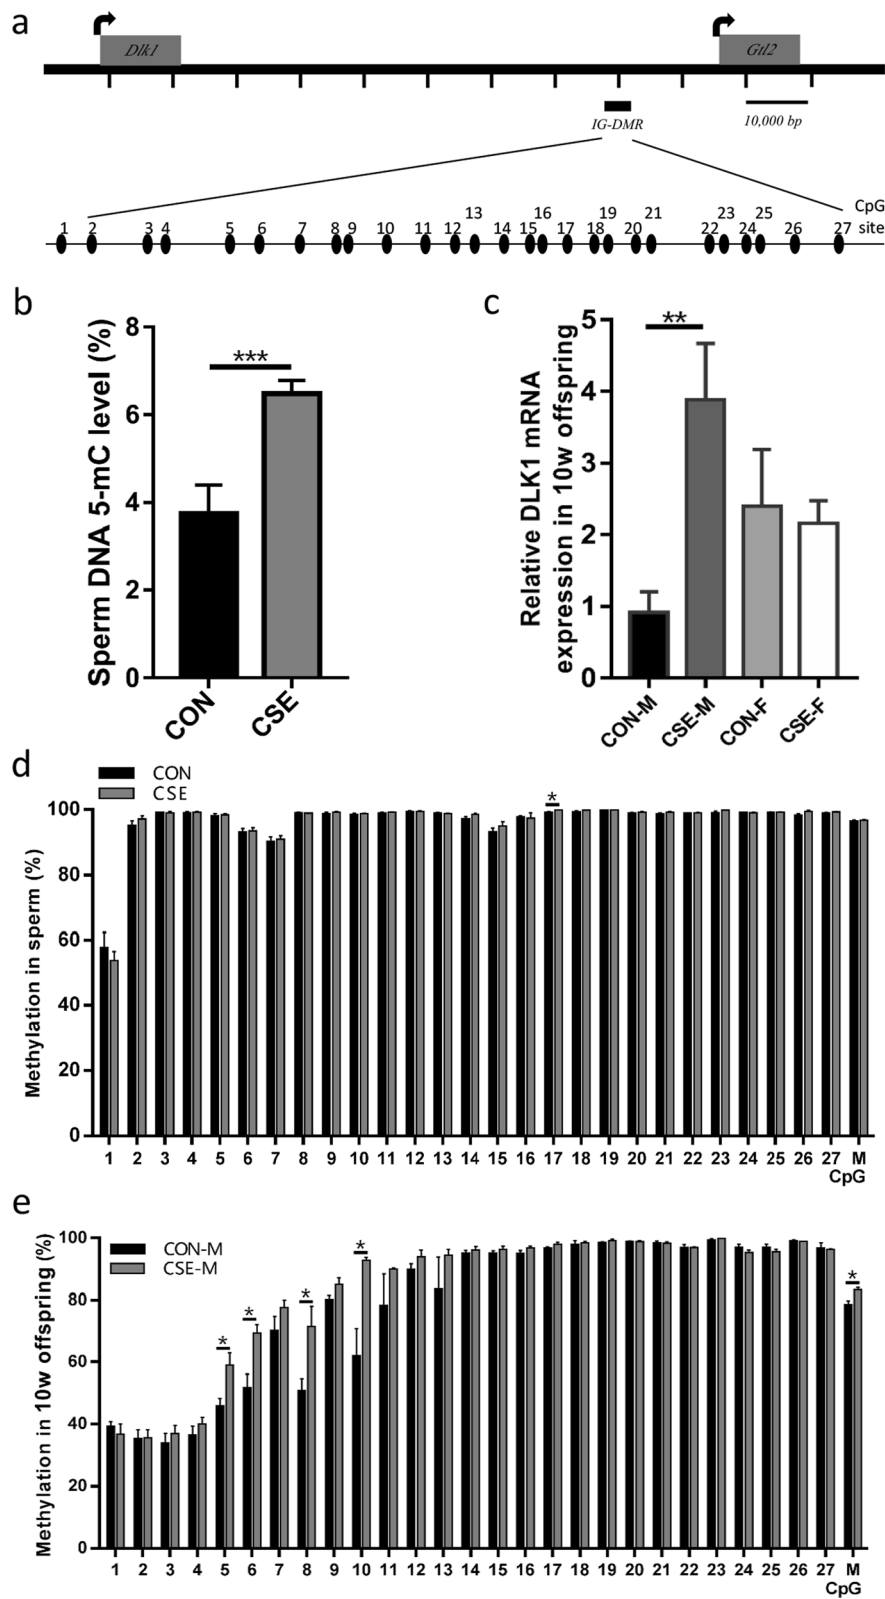 a
Dlk1
Gtl2
IG-DMR
10,000 bp
CpG
site
13 16 19 21 23 25
1 2 3 4 5 6 7 8 9 10 11 12 14 15 17 18 20 22 24 26 27
b
Sperm DNA 5-mC level (%)
8
6
4
2
0
***
CON
CSE
c
Relative DLK1 mRNA
expression in 10w offspring
5
4
3
2
1
0
**
CON-M
CSE-M
CON-F
CSE-F
d
CON
CSE
Methylation in sperm (%)
100
80
60
40
20
0
*
1 2 3 4 5 6 7 8 9 10 11 12 13 14 15 16 17 18 19 20 21 22 23 24 25 26 27 M
CpG
e
CON-M
CSE-M
Methylation in 10w offspring (%)
100
80
60
40
20
0
* * * * *
1 2 3 4 5 6 7 8 9 10 11 12 13 14 15 16 17 18 19 20 21 22 23 24 25 26 27 M
CpG